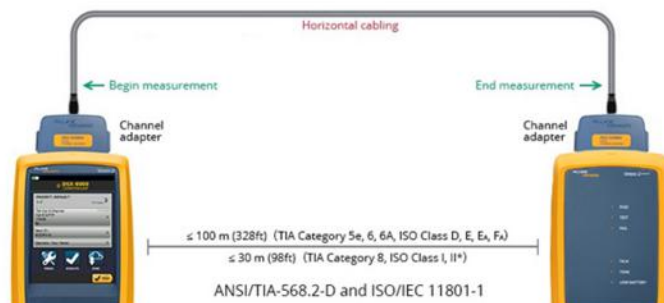 Horizontal cabling
Begin measurement
End measurement
Channel
adapter
Channel
adapter
≤ 100 m (328ft) (TIA Category 5e, 6, 6A, ISO Class D, E, EA, FA)
≤ 30 m (98ft) (TIA Category 8, ISO Class I, II*)
ANSI/TIA-568.2-D and ISO/IEC 11801-1